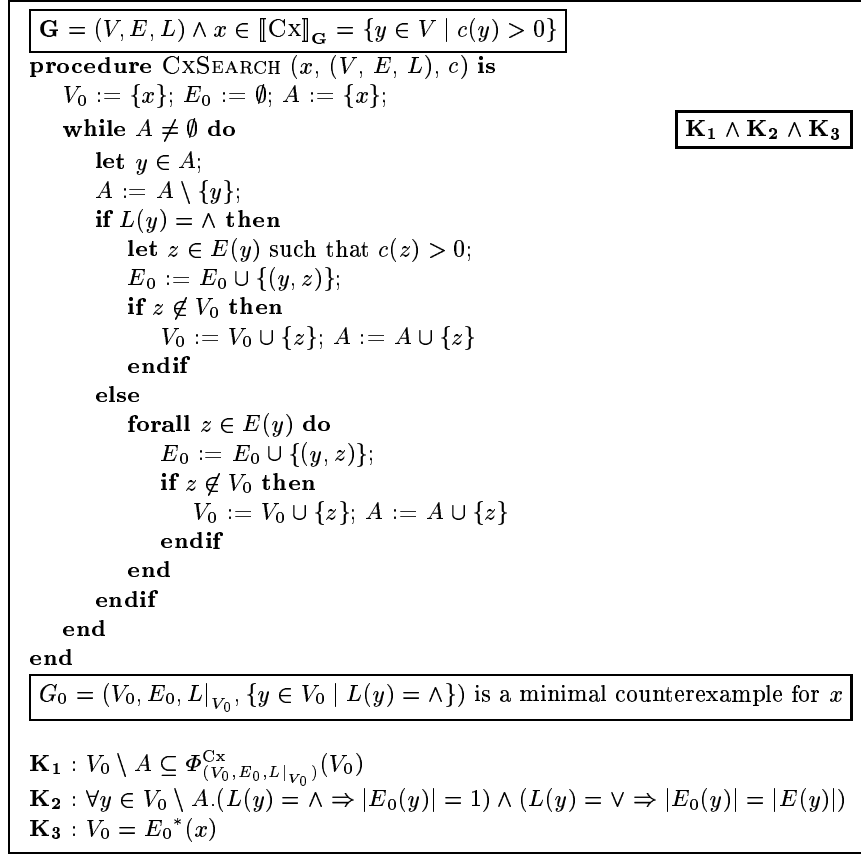 G = (V, E, L) ∧ x ∈ ⟦Cx⟧_G = {y ∈ V | c(y) > 0}
procedure CxSearch (x, (V, E, L), c) is
V₀ := {x}; E₀ := ∅; A := {x};
while A ≠ ∅ do K₁ ∧ K₂ ∧ K₃
let y ∈ A;
A := A \ {y};
if L(y) = ∧ then
let z ∈ E(y) such that c(z) > 0;
E₀ := E₀ ∪ {(y, z)};
if z ∉ V₀ then
V₀ := V₀ ∪ {z}; A := A ∪ {z}
endif
else
forall z ∈ E(y) do
E₀ := E₀ ∪ {(y, z)};
if z ∉ V₀ then
V₀ := V₀ ∪ {z}; A := A ∪ {z}
endif
end
endif
end
end
G₀ = (V₀, E₀, L|_{V₀}, {y ∈ V₀ | L(y) = ∧}) is a minimal counterexample for x
K₁ : V₀ \ A ⊆ Φ^{Cx}_{(V₀,E₀,L|_{V₀})}(V₀)
K₂ : ∀y ∈ V₀ \ A.(L(y) = ∧ ⇒ |E₀(y)| = 1) ∧ (L(y) = ∨ ⇒ |E₀(y)| = |E(y)|)
K₃ : V₀ = E₀*(x)